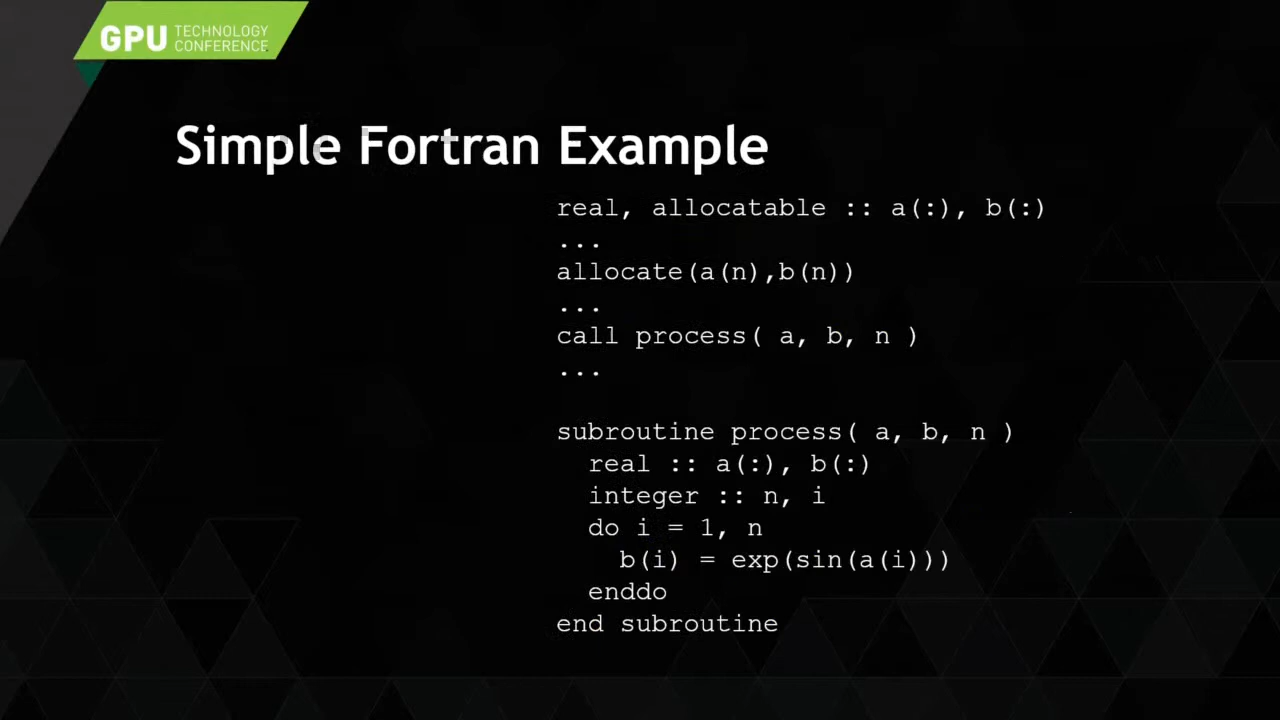 GPU TECHNOLOGY
CONFERENCE
Simple Fortran Example
real, allocatable :: a(:), b(:)
...
allocate(a(n),b(n))
...
call process( a, b, n )
...
subroutine process( a, b, n )
  real :: a(:), b(:)
  integer :: n, i
  do i = 1, n
    b(i) = exp(sin(a(i)))
  enddo
end subroutine